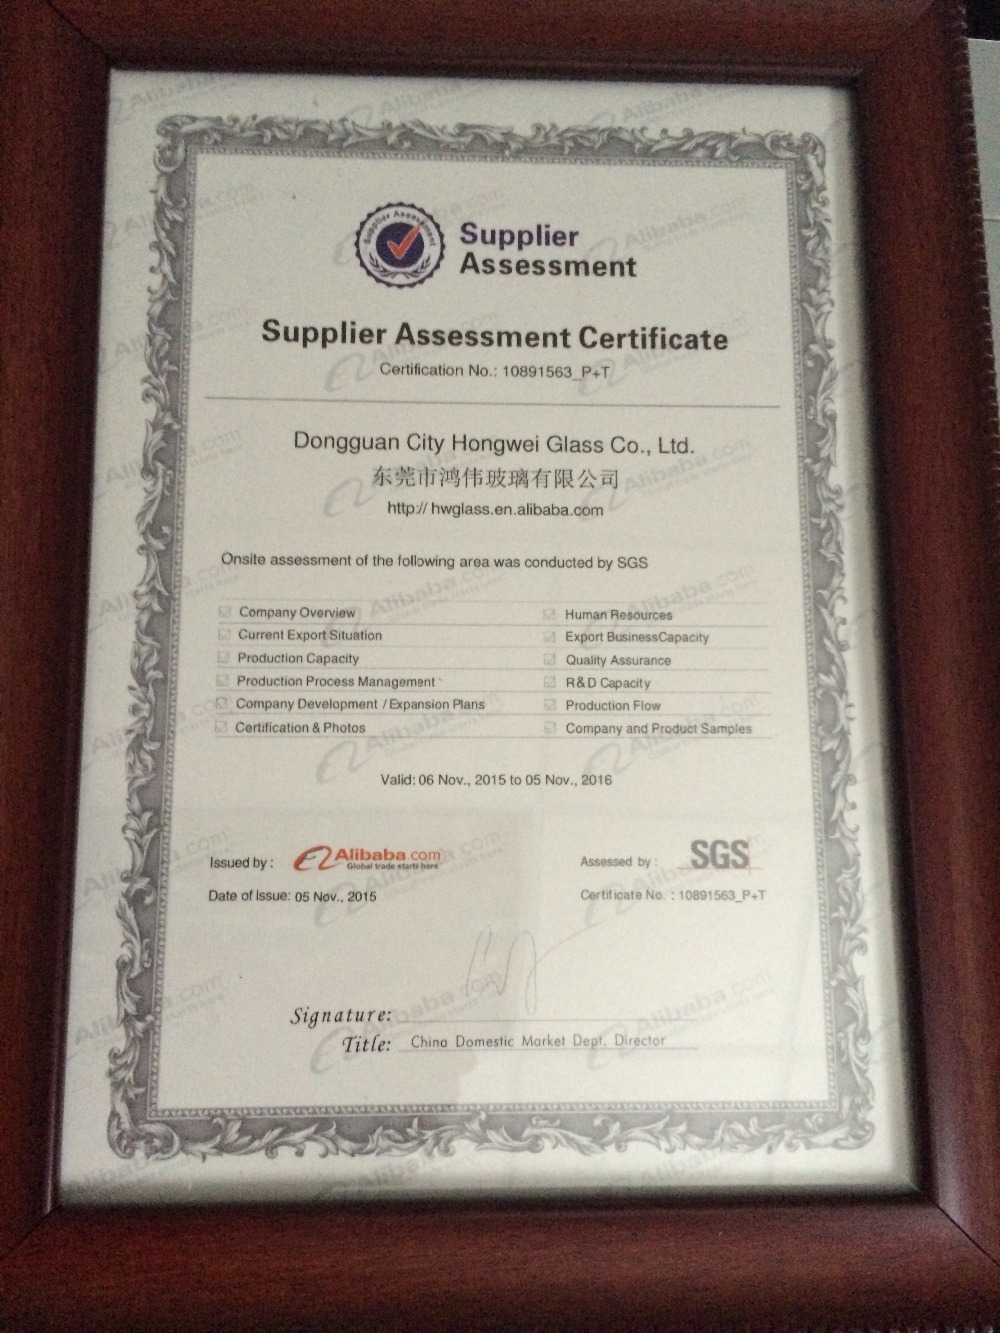 Supplier Assessment
Supplier
Assessment
Supplier Assessment Certificate
Certification No.: 10891563_P+T
Dongguan City Hongwei Glass Co., Ltd.
东莞市鸿伟玻璃有限公司
http:// hwglass.en.alibaba.com
Onsite assessment of the following area was conducted by SGS
Company Overview
Human Resources
Current Export Situation
Export BusinessCapacity
Production Capacity
Quality Assurance
Production Process Management
R&D Capacity
Company Development / Expansion Plans
Production Flow
Certification & Photos
Company and Product Samples
Valid: 06 Nov., 2015 to 05 Nov., 2016
Issued by : Alibaba.com
Global trade starts here
Assessed by : SGS
Date of Issue: 05 Nov., 2015
Certificate No. : 10891563_P+T
Signature:
Title: China Domestic Market Dept. Director